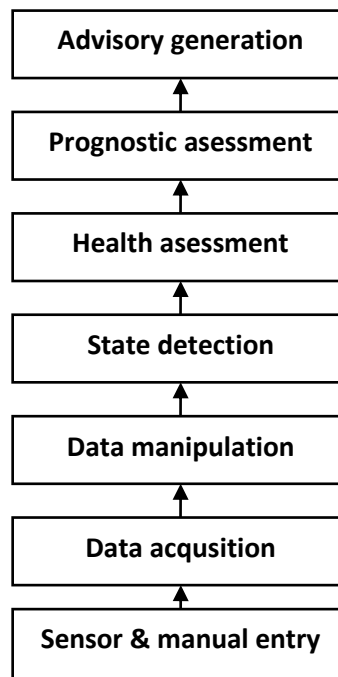 Advisory generation
Prognostic asessment
Health asessment
State detection
Data manipulation
Data acqusition
Sensor & manual entry